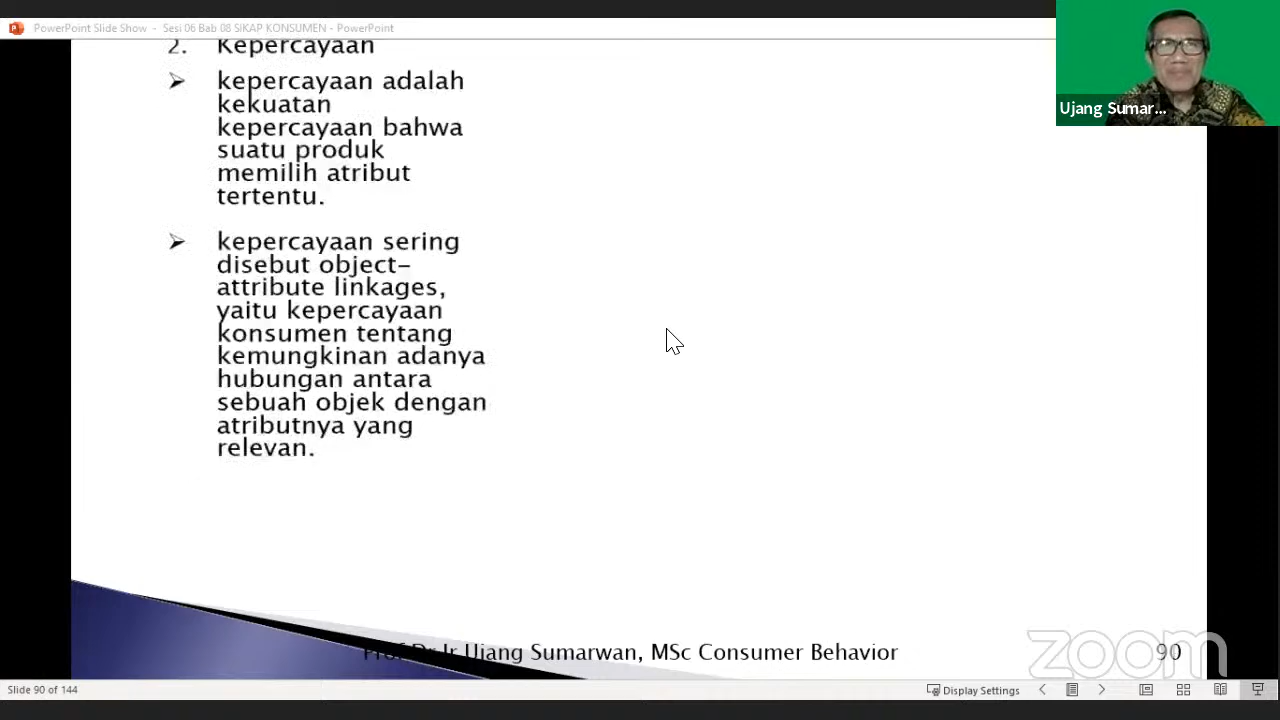 PowerPoint Slide Show - Sesi 06 Bab 08 SIKAP KONSUMEN - PowerPoint
Ujang Sumar...
2. Kepercayaan
➤ kepercayaan adalah
kekuatan
kepercayaan bahwa
suatu produk
memilih atribut
tertentu.
➤ kepercayaan sering
disebut object-
attribute linkages,
yaitu kepercayaan
konsumen tentang
kemungkinan adanya
hubungan antara
sebuah objek dengan
atributnya yang
relevan.
Prof Dr Ir Ujang Sumarwan, MSc Consumer Behavior
90
zoom
Slide 90 of 144
Display Settings